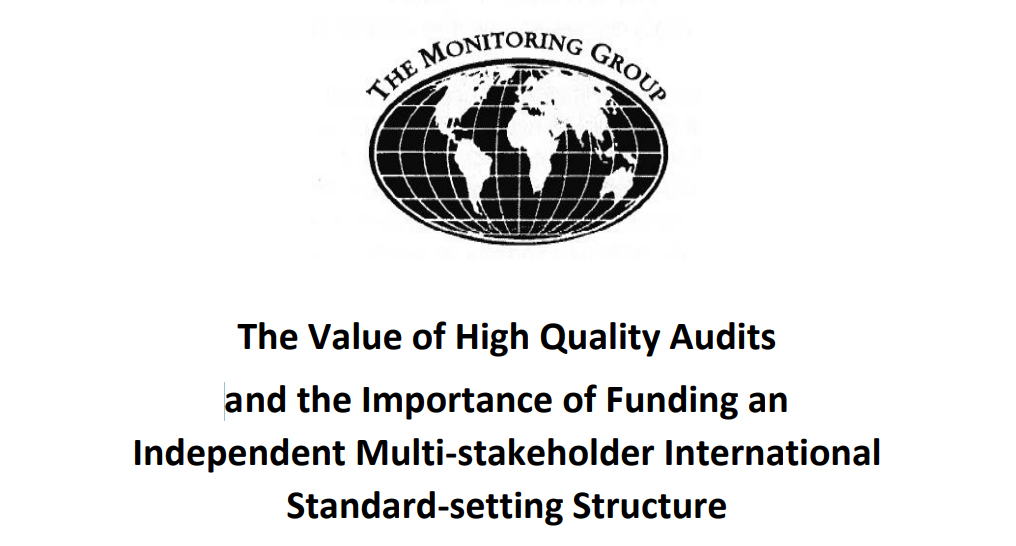 THE MONITORING GROUP
The Value of High Quality Audits
and the Importance of Funding an
Independent Multi-stakeholder International
Standard-setting Structure